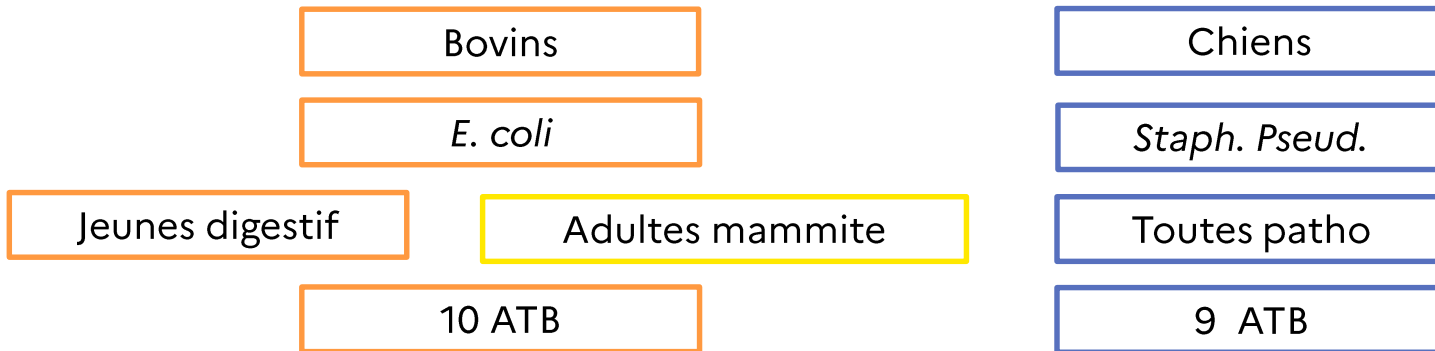 Bovins
Chiens
E. coli
Staph. Pseud.
Jeunes digestif
Adultes mammite
Toutes patho
10 ATB
9 ATB